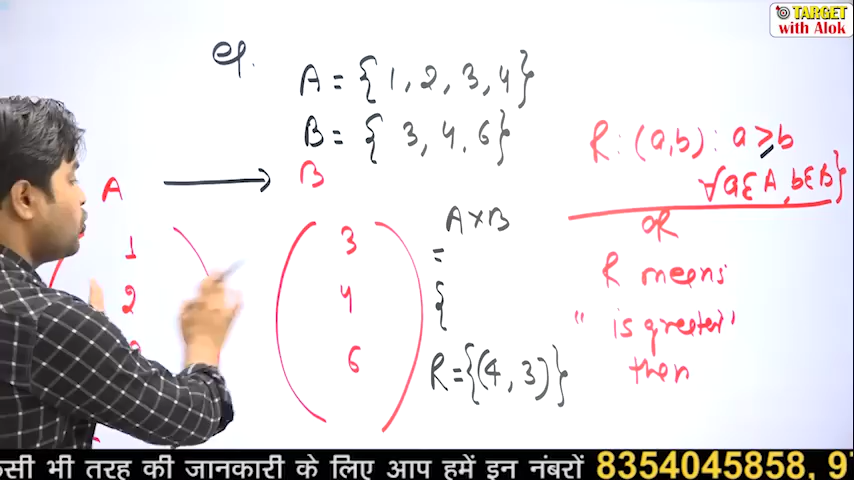 TARGET
with Alok
eg.
A = { 1, 2, 3, 4 }
B = { 3, 4, 6 }
R : (a,b) : a ≥ b
∀ a ∈ A, b ∈ B }
A → B
A × B
=
{
1
2
3
4
6
R = {(4, 3)}
or
R means
" is greater "
then
भी तरह की जानकारी के लिए आप हमें इन नंबरों 8354045858, 9